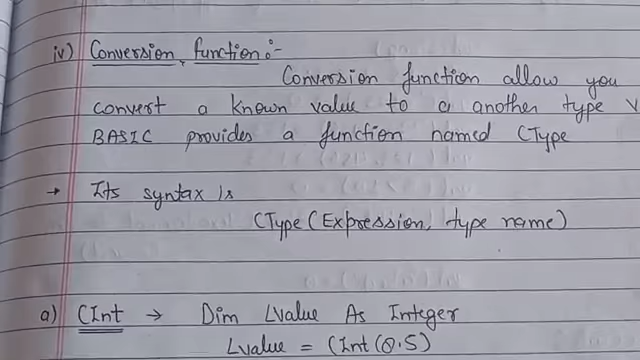 iv) Conversion function :-
Conversion function allow you
convert a known value to a another type V
BASIC provides a function named CType
→ Its syntax is
CType (Expression, type name)
a) CInt → Dim Lvalue As Integer
Lvalue = CInt (0.5)